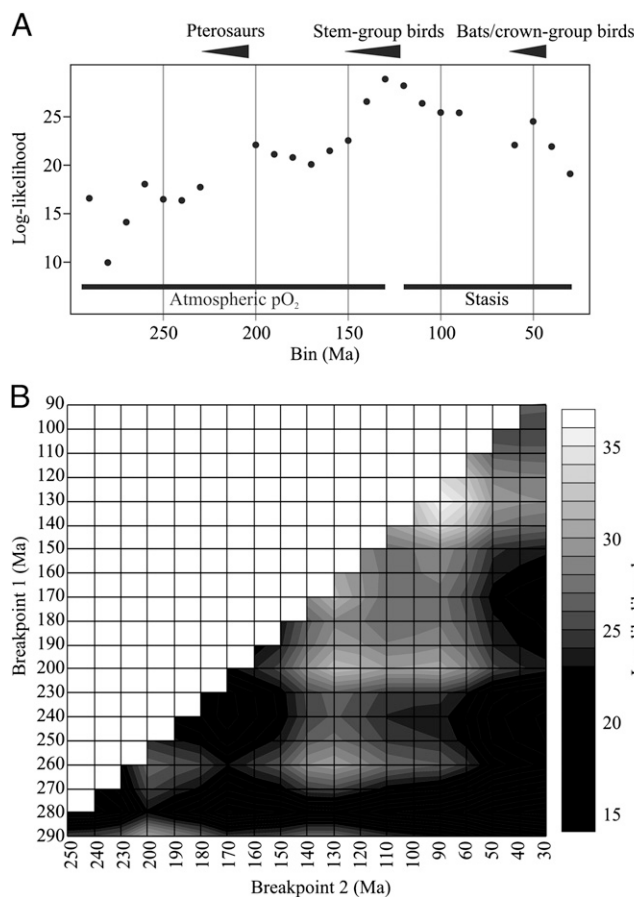 A
Pterosaurs Stem-group birds Bats/crown-group birds
Log-likelihood
25
20
15
10
Atmospheric pO₂ Stasis
250 200 150 100 50
Bin (Ma)
B
Breakpoint 1 (Ma)
90
100
110
120
130
140
150
160
170
180
190
200
230
240
250
260
270
280
290
250 240 230 200 190 180 170 160 150 140 130 120 110 100 90 60 50 40 30
Breakpoint 2 (Ma)
35
30
25
20
15